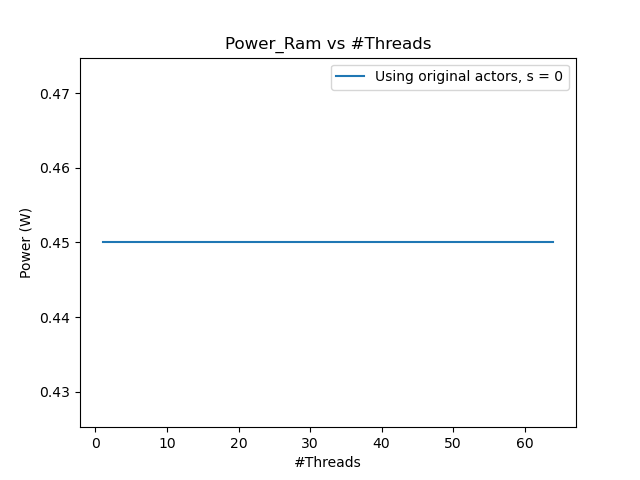 Power_Ram vs #Threads
Using original actors, s = 0
0.47
0.46
0.45
0.44
0.43
Power (W)
0 10 20 30 40 50 60
#Threads